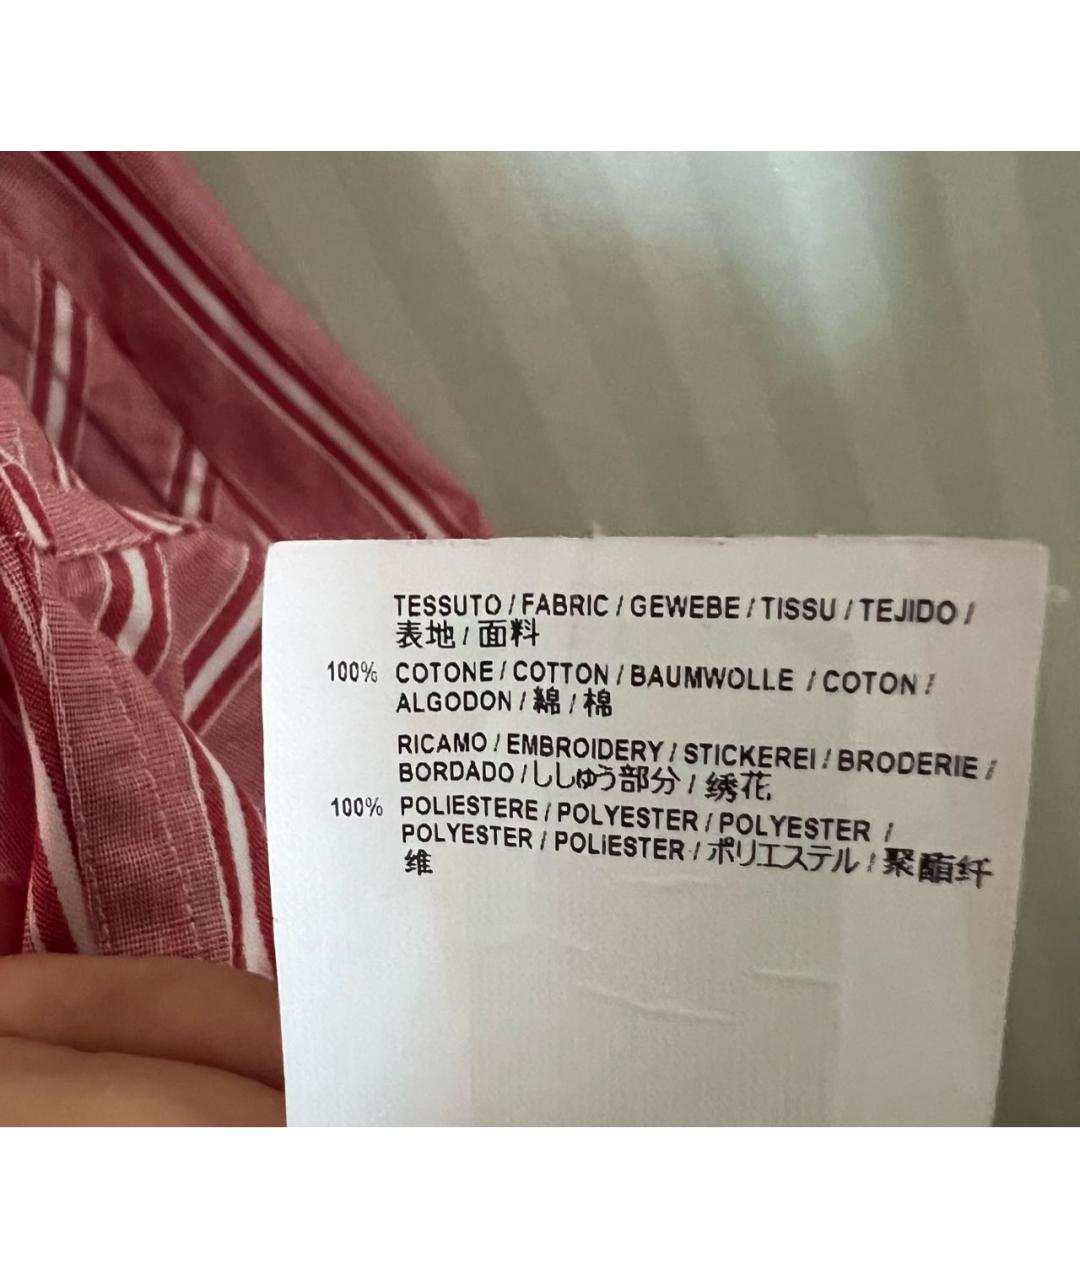 TESSUTO / FABRIC / GEWEBE / TISSU / TEJIDO /
表地 / 面料
100% COTONE / COTTON / BAUMWOLLE / COTON /
ALGODON / 綿 / 棉
RICAMO / EMBROIDERY / STICKEREI / BRODERIE /
BORDADO / ししゅう部分 / 绣花
100% POLIESTERE / POLYESTER / POLYESTER /
POLYESTER / POLIESTER / ポリエステル / 聚酯纤
维